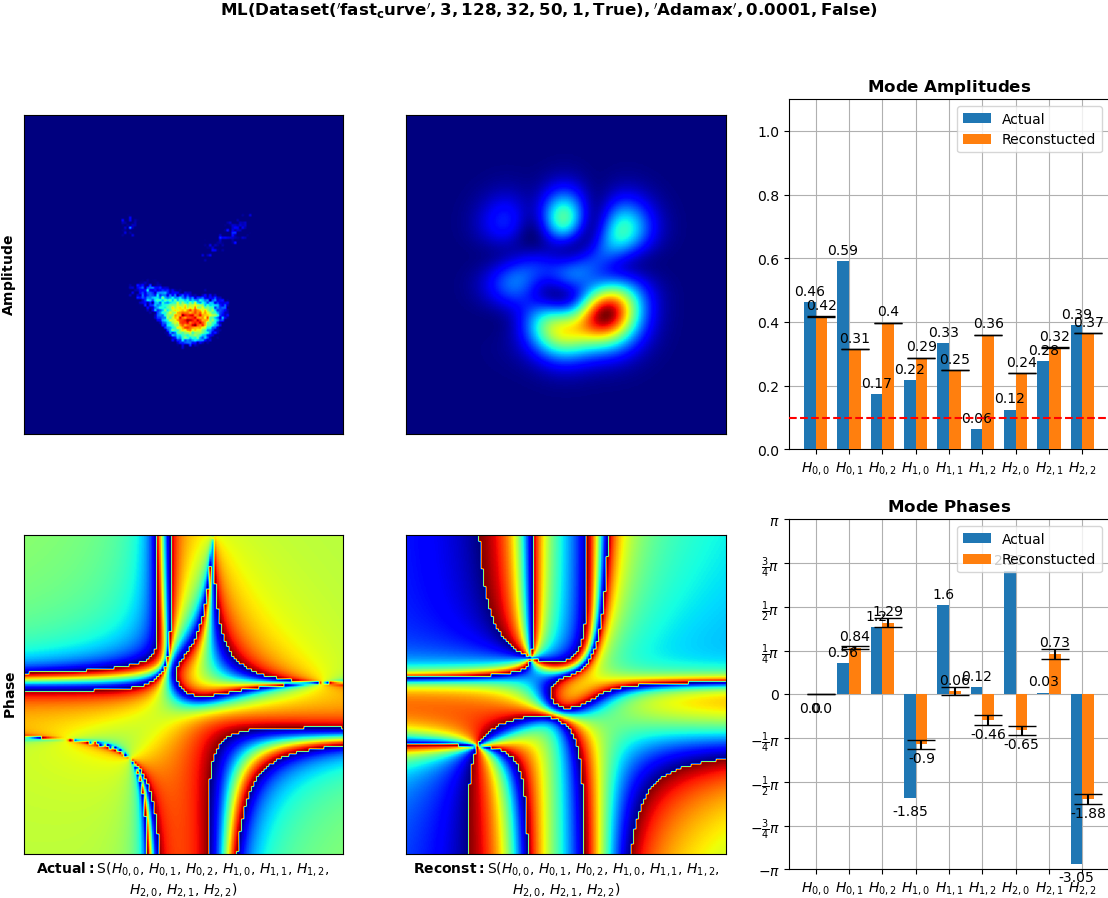 ML(Dataset('fast_curve', 3, 128, 32, 50, 1, True), 'Adamax', 0.0001, False)
Amplitude
Mode Amplitudes
Actual
Reconstucted
1.0
0.8
0.6
0.4
0.2
0.0
0.46
0.42
0.59
0.31
0.17
0.4
0.22
0.29
0.33
0.25
0.06
0.36
0.12
0.24
0.28
0.32
0.39
0.37
H0,0 H0,1 H0,2 H1,0 H1,1 H1,2 H2,0 H2,1 H2,2
Phase
Mode Phases
Actual
Reconstucted
π
3/4π
1/2π
1/4π
0
−1/4π
−1/2π
−3/4π
−π
0.0
0.0
0.56
0.84
1.2
1.29
-1.85
-0.9
1.6
0.06
0.12
-0.46
-0.65
0.03
0.73
-3.05
-1.88
H0,0 H0,1 H0,2 H1,0 H1,1 H1,2 H2,0 H2,1 H2,2
Actual: S(H0,0, H0,1, H0,2, H1,0, H1,1, H1,2,
H2,0, H2,1, H2,2)
Reconst: S(H0,0, H0,1, H0,2, H1,0, H1,1, H1,2,
H2,0, H2,1, H2,2)